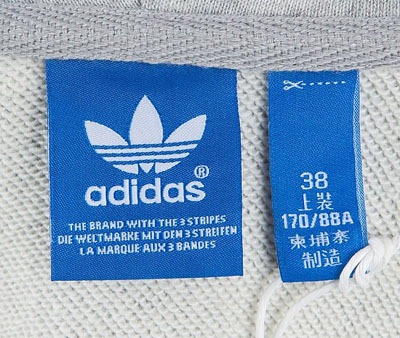 adidas®
THE BRAND WITH THE 3 STRIPES
DIE WELTMARKE MIT DEN 3 STREIFEN
LA MARQUE AUX 3 BANDES
38
上装
170/88A
柬埔寨
制造